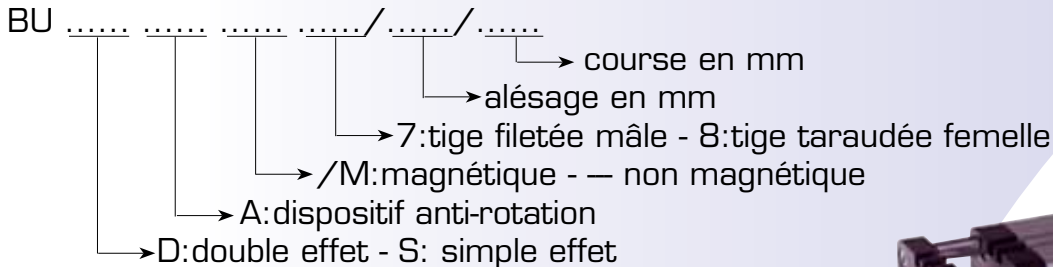 BU ...... ...... ...... ....../....../......
course en mm
alésage en mm
7:tige filetée mâle - 8:tige taraudée femelle
/M:magnétique - — non magnétique
A:dispositif anti-rotation
D:double effet - S: simple effet